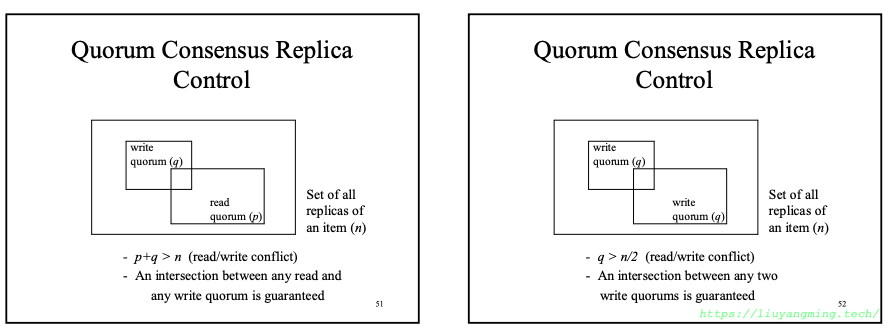 Quorum Consensus Replica
Control
write
quorum (q)
read
quorum (p)
Set of all
replicas of
an item (n)
- p+q > n (read/write conflict)
- An intersection between any read and
any write quorum is guaranteed
51
Quorum Consensus Replica
Control
write
quorum (q)
write
quorum (q)
Set of all
replicas of
an item (n)
- q > n/2 (read/write conflict)
- An intersection between any two
write quorums is guaranteed
52
https://liuyangming.tech/